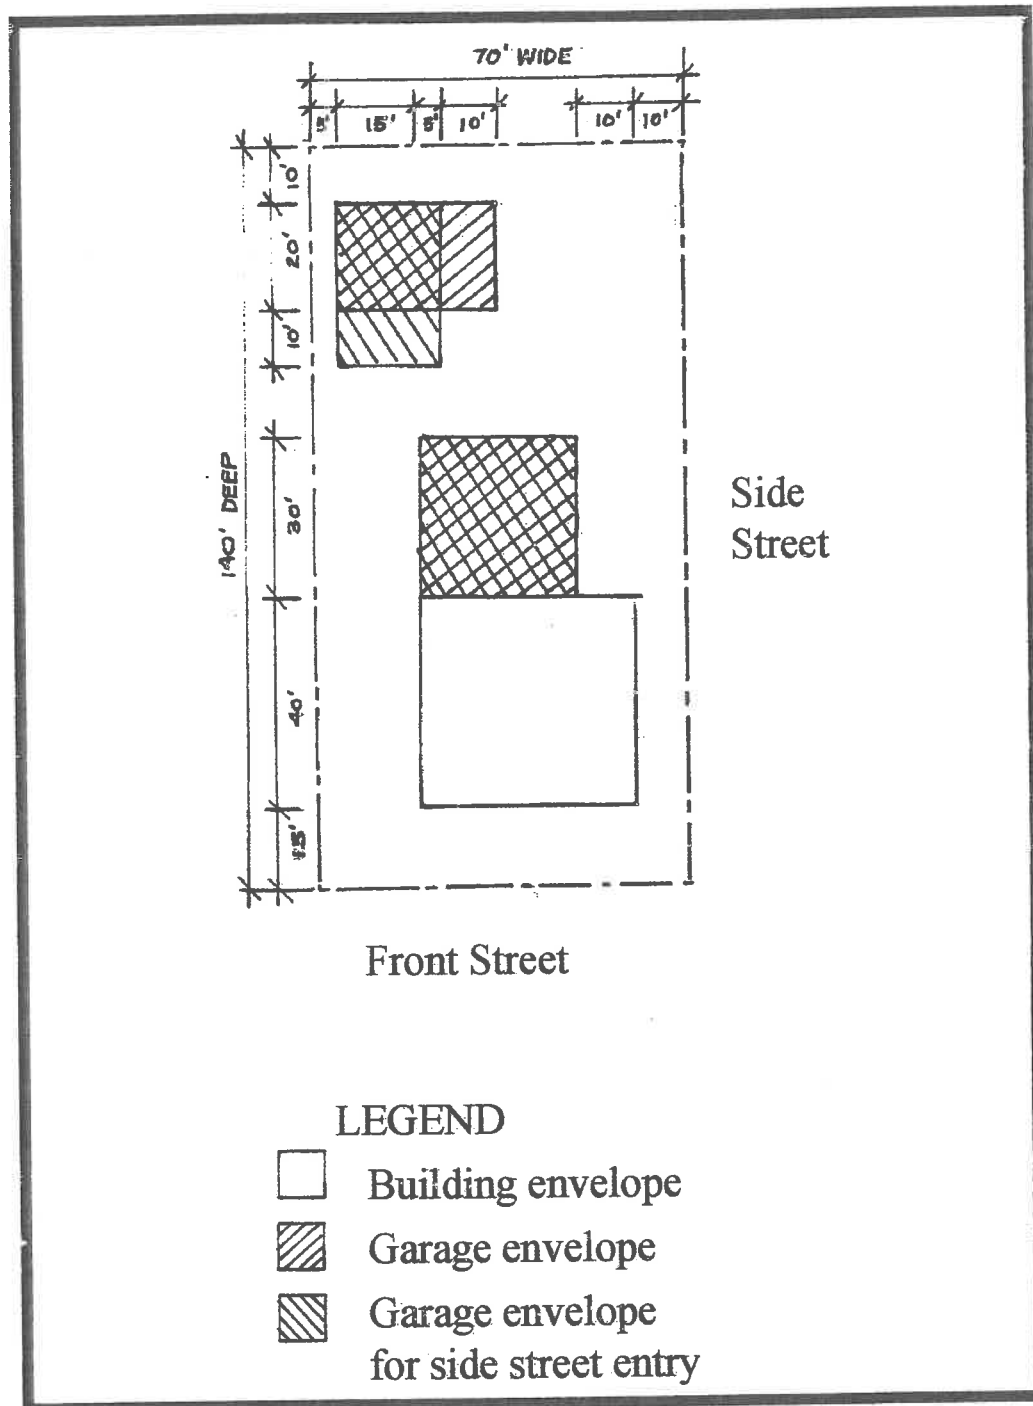 70' WIDE
5' 15' 5' 10' 10' 10'
10'
20'
10'
140' DEEP
30'
40'
15'
Side
Street
Front Street
LEGEND
Building envelope
Garage envelope
Garage envelope
for side street entry